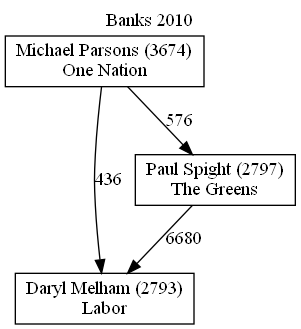 Banks 2010
Michael Parsons (3674)
One Nation
576
436
Paul Spight (2797)
The Greens
6680
Daryl Melham (2793)
Labor